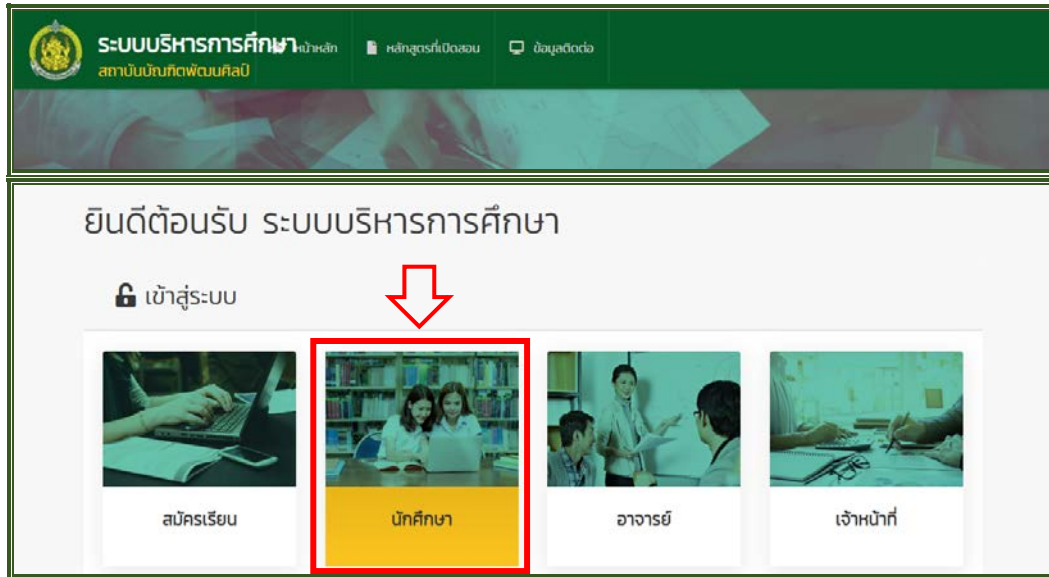 ระบบบริหารการศึกษา
หน้าหลัก
หลักสูตรที่เปิดสอน
ข้อมูลติดต่อ
สถาบันบัณฑิตพัฒนศิลป์
ยินดีต้อนรับ ระบบบริหารการศึกษา
เข้าสู่ระบบ
สมัครเรียน
นักศึกษา
อาจารย์
เจ้าหน้าที่